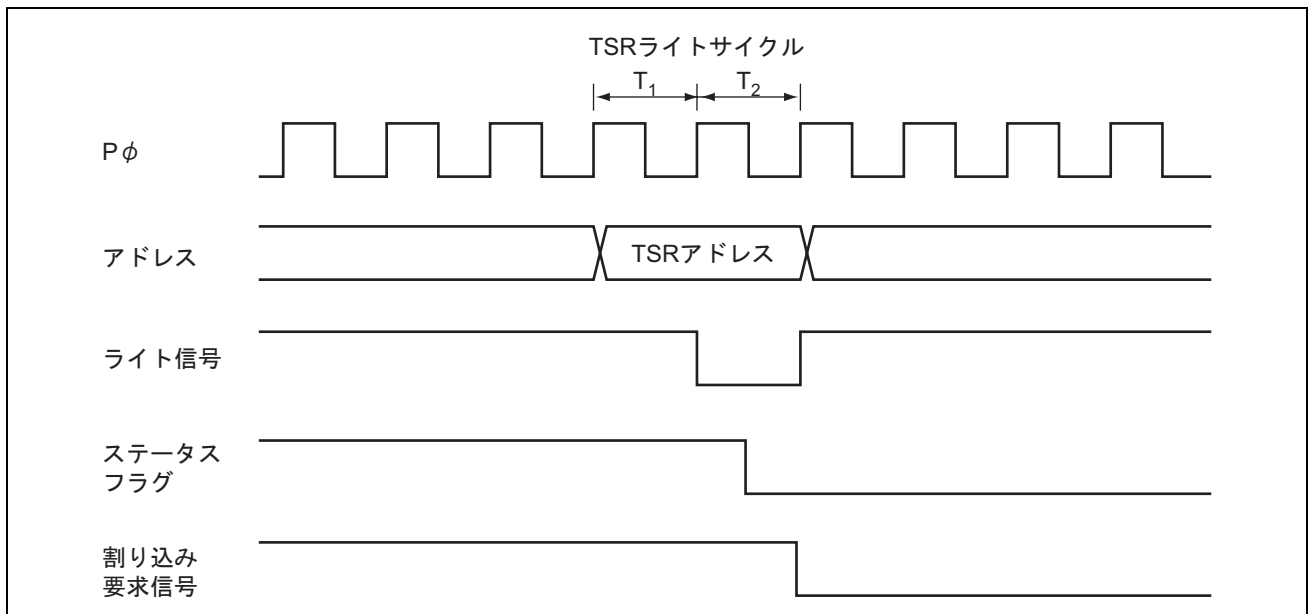 TSRライトサイクル
T1 T2
Pφ
アドレス
TSRアドレス
ライト信号
ステータス
フラグ
割り込み
要求信号